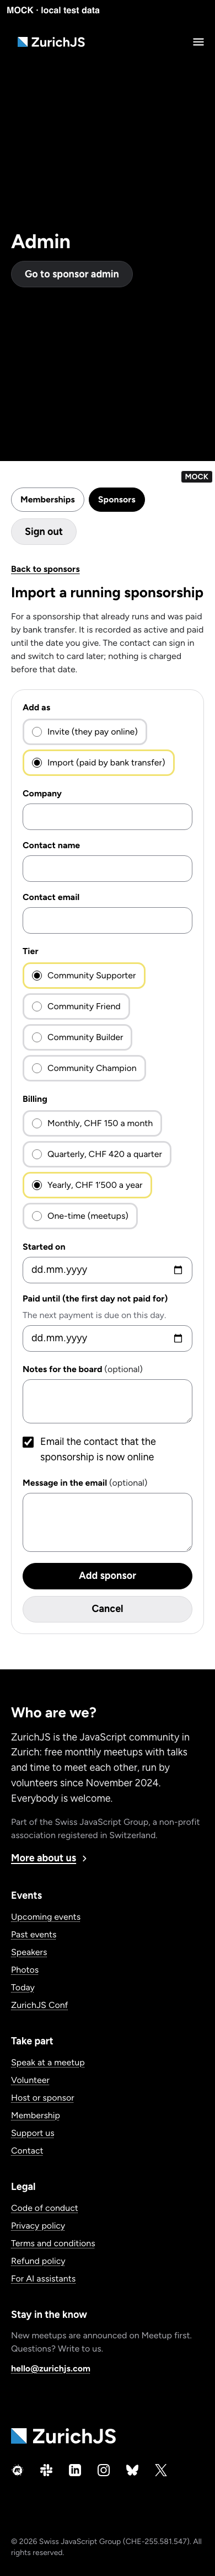 MOCK · local test data
ZurichJS
Admin
Go to sponsor admin
MOCK
Memberships
Sponsors
Sign out
Back to sponsors
Import a running sponsorship
For a sponsorship that already runs and was paid
by bank transfer. It is recorded as active and paid
until the date you give. The contact can sign in
and switch to card later; nothing is charged
before that date.
Add as
Invite (they pay online)
Import (paid by bank transfer)
Company
Contact name
Contact email
Tier
Community Supporter
Community Friend
Community Builder
Community Champion
Billing
Monthly, CHF 150 a month
Quarterly, CHF 420 a quarter
Yearly, CHF 1'500 a year
One-time (meetups)
Started on
dd.mm.yyyy
Paid until (the first day not paid for)
The next payment is due on this day.
dd.mm.yyyy
Notes for the board (optional)
Email the contact that the
sponsorship is now online
Message in the email (optional)
Add sponsor
Cancel
Who are we?
ZurichJS is the JavaScript community in
Zurich: free monthly meetups with talks
and time to meet each other, run by
volunteers since November 2024.
Everybody is welcome.
Part of the Swiss JavaScript Group, a non-profit
association registered in Switzerland.
More about us
Events
Upcoming events
Past events
Speakers
Photos
Today
ZurichJS Conf
Take part
Speak at a meetup
Volunteer
Host or sponsor
Membership
Support us
Contact
Legal
Code of conduct
Privacy policy
Terms and conditions
Refund policy
For AI assistants
Stay in the know
New meetups are announced on Meetup first.
Questions? Write to us.
hello@zurichjs.com
ZurichJS
© 2026 Swiss JavaScript Group (CHE-255.581.547). All
rights reserved.